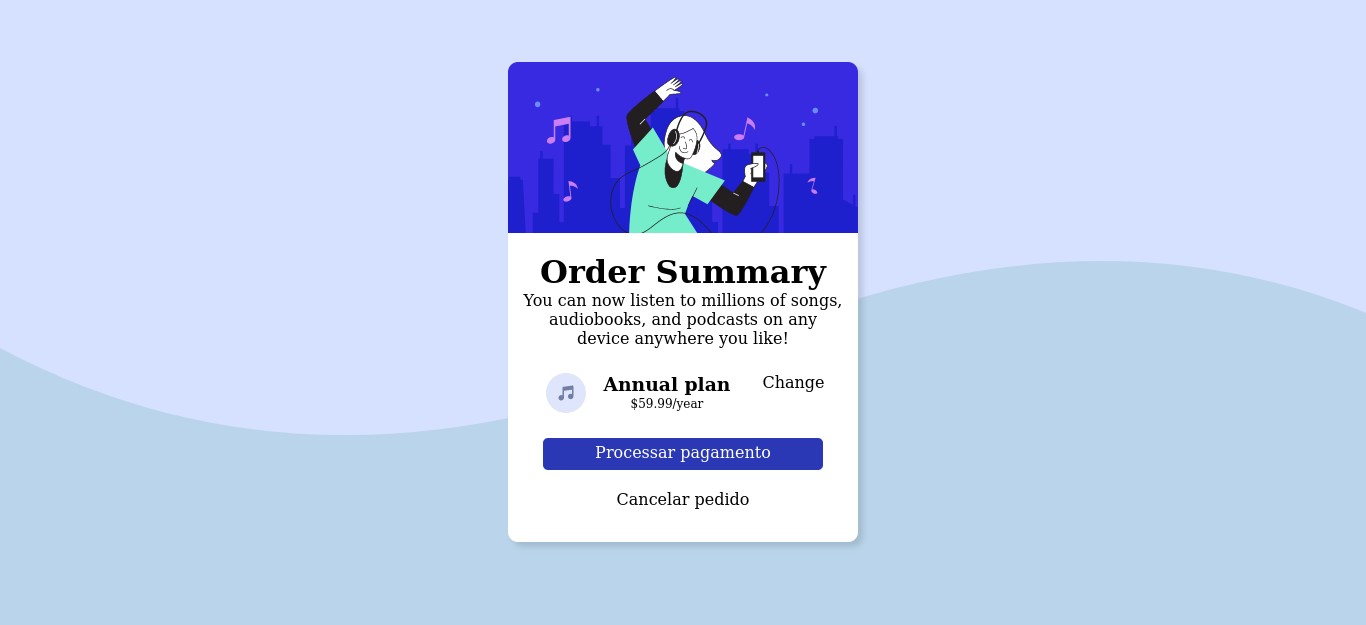 Order Summary
You can now listen to millions of songs,
audiobooks, and podcasts on any
device anywhere you like!
Annual plan
Change
$59.99/year
Processar pagamento
Cancelar pedido